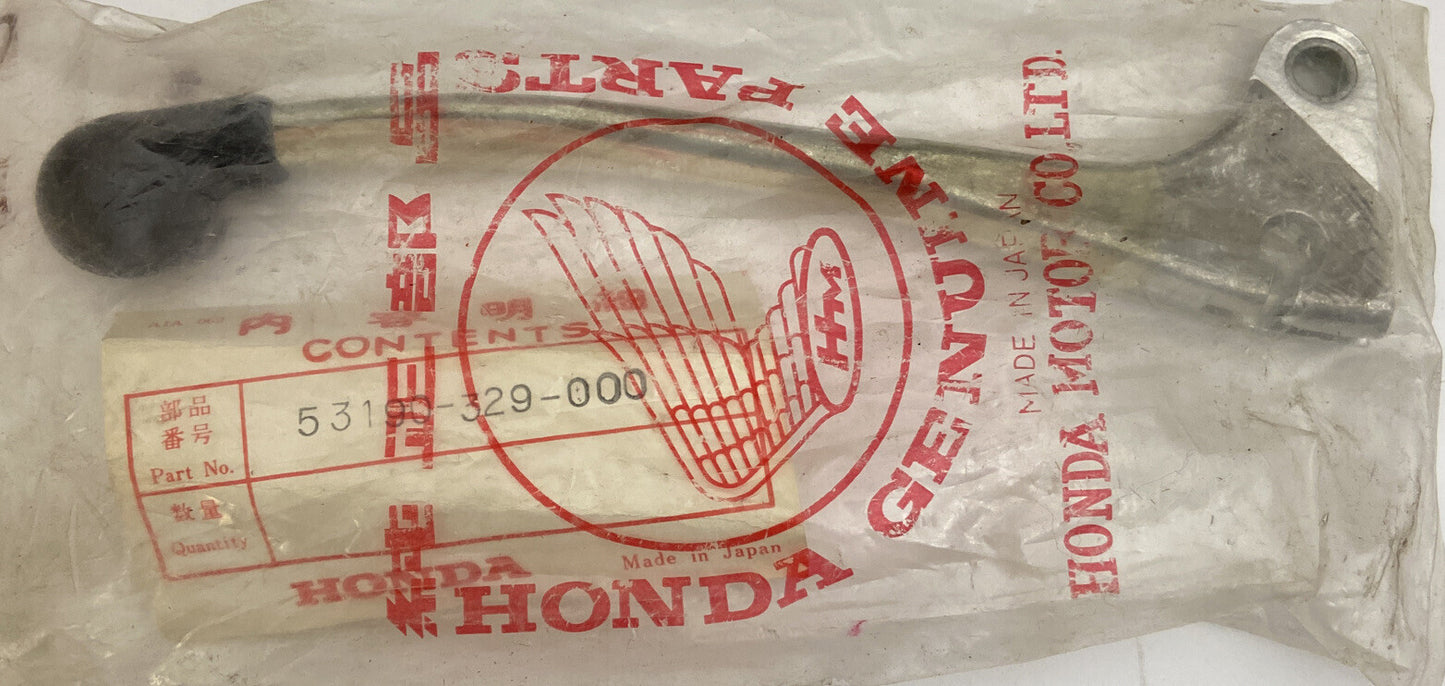 HONDA GENUINE PARTS
HM
HONDA MOTOR CO.,LTD.
MADE IN JAPAN
内 容 明 細
CONTENTS
部品
番号
Part No.
53190-329-000
数量
Quantity
HONDA
Made in Japan